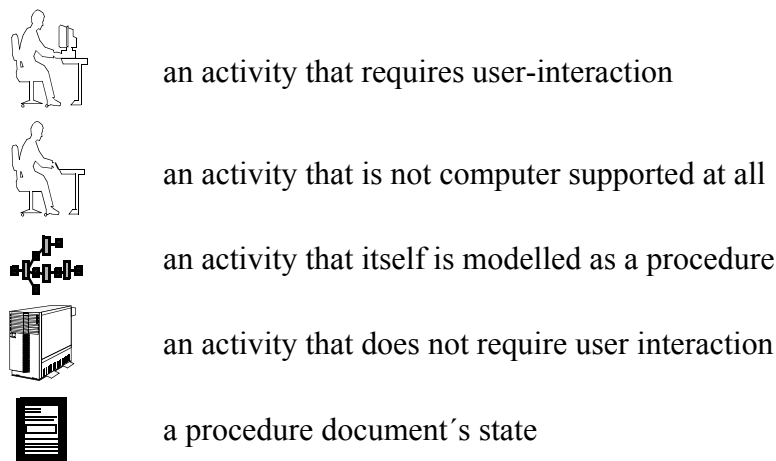 an activity that requires user-interaction
an activity that is not computer supported at all
an activity that itself is modelled as a procedure
an activity that does not require user interaction
a procedure document´s state